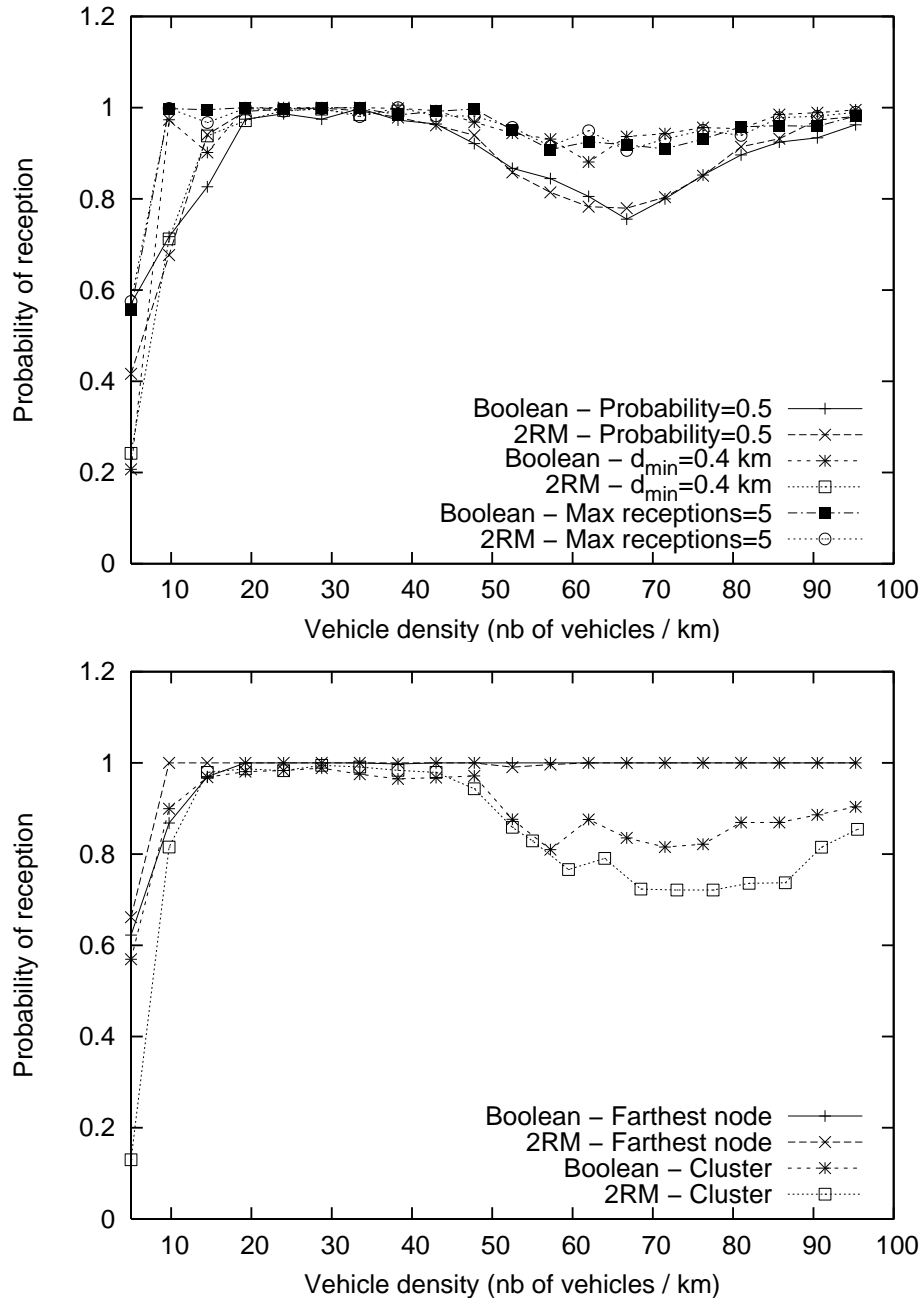 1.2
1
0.8
0.6
0.4
0.2
0
Probability of reception
Boolean − Probability=0.5
2RM − Probability=0.5
Boolean − dmin=0.4 km
2RM − dmin=0.4 km
Boolean − Max receptions=5
2RM − Max receptions=5
10 20 30 40 50 60 70 80 90 100
Vehicle density (nb of vehicles / km)
1.2
1
0.8
0.6
0.4
0.2
0
Probability of reception
Boolean − Farthest node
2RM − Farthest node
Boolean − Cluster
2RM − Cluster
10 20 30 40 50 60 70 80 90 100
Vehicle density (nb of vehicles / km)